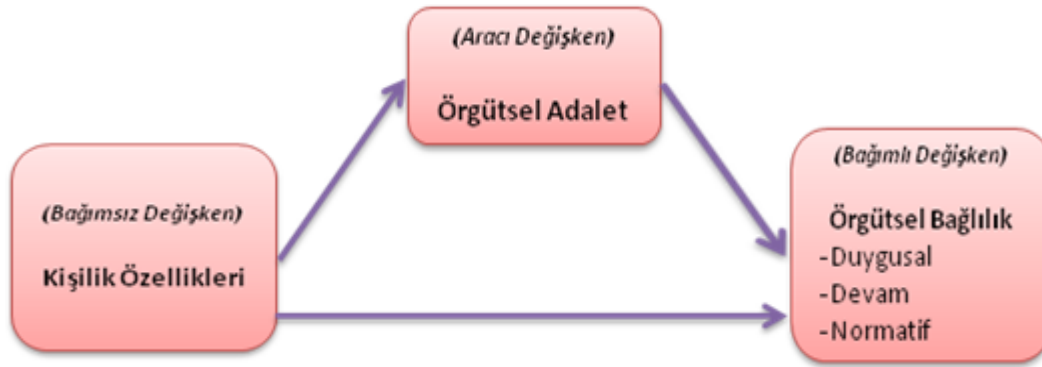 (Aracı Değişken)
Örgütsel Adalet
(Bağımsız Değişken)
Kişilik Özellikleri
(Bağımlı Değişken)
Örgütsel Bağlılık
-Duygusal
-Devam
-Normatif